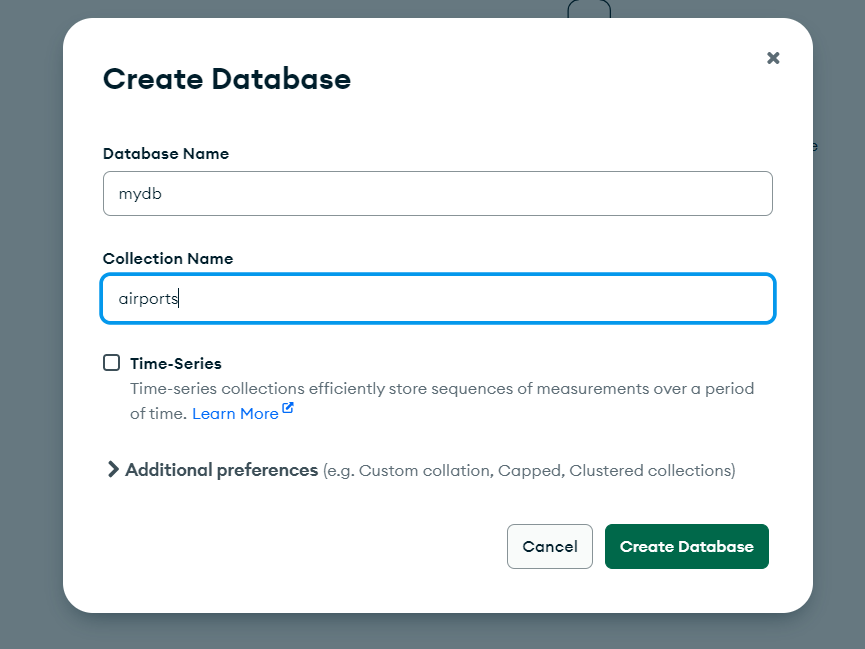 Create Database
Database Name
mydb
Collection Name
airports
Time-Series
Time-series collections efficiently store sequences of measurements over a period
of time. Learn More
Additional preferences (e.g. Custom collation, Capped, Clustered collections)
Cancel
Create Database